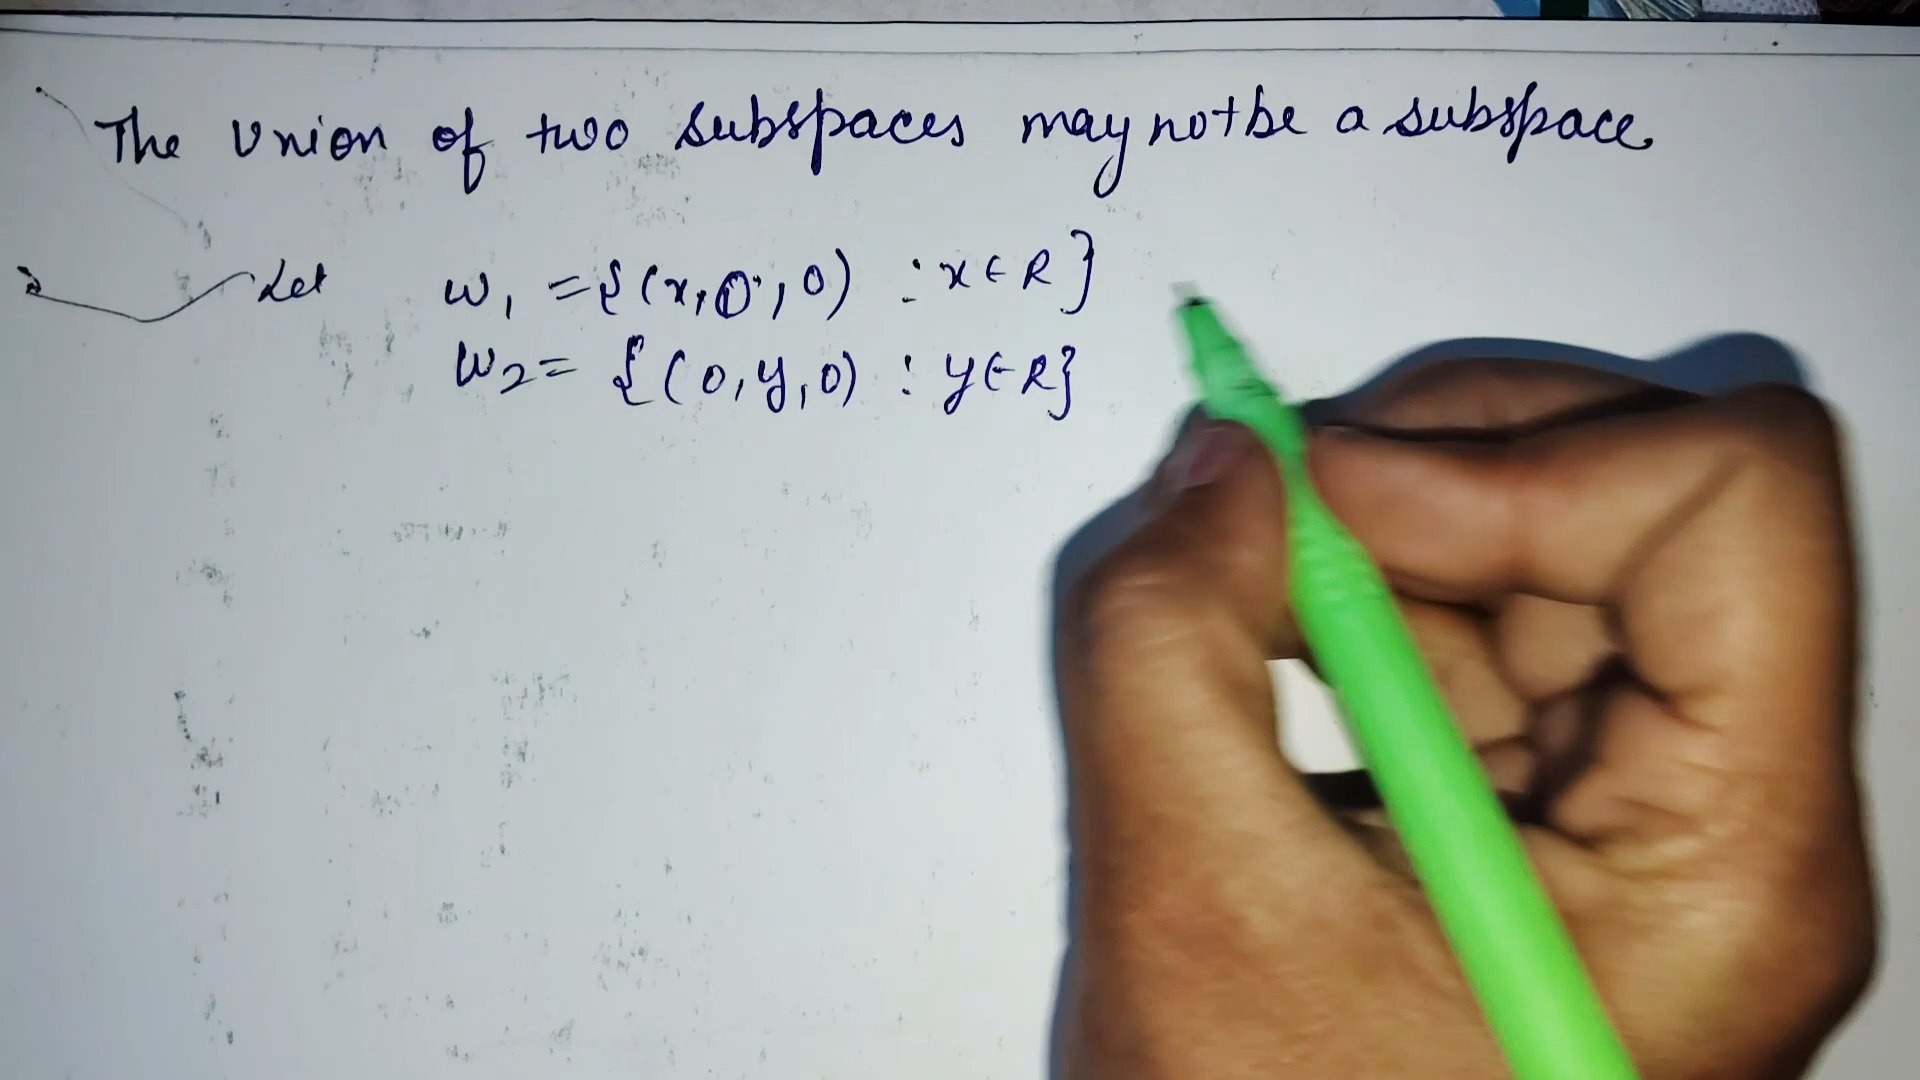 The Union of two subspaces may not be a subspace
Let w₁ = {(x, 0, 0) : x ∈ R}
W₂ = {(0, y, 0) : y ∈ R}